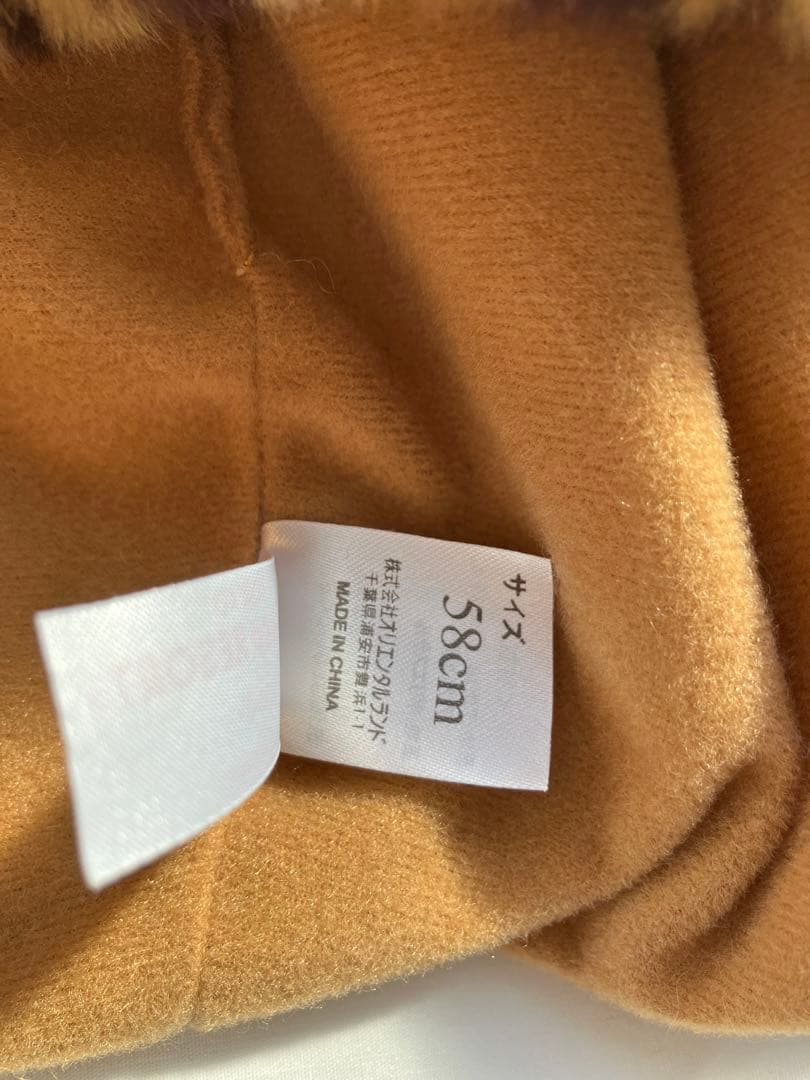 サイズ
58cm
株式会社オリエンタルランド
千葉県浦安市舞浜1-1
MADE IN CHINA